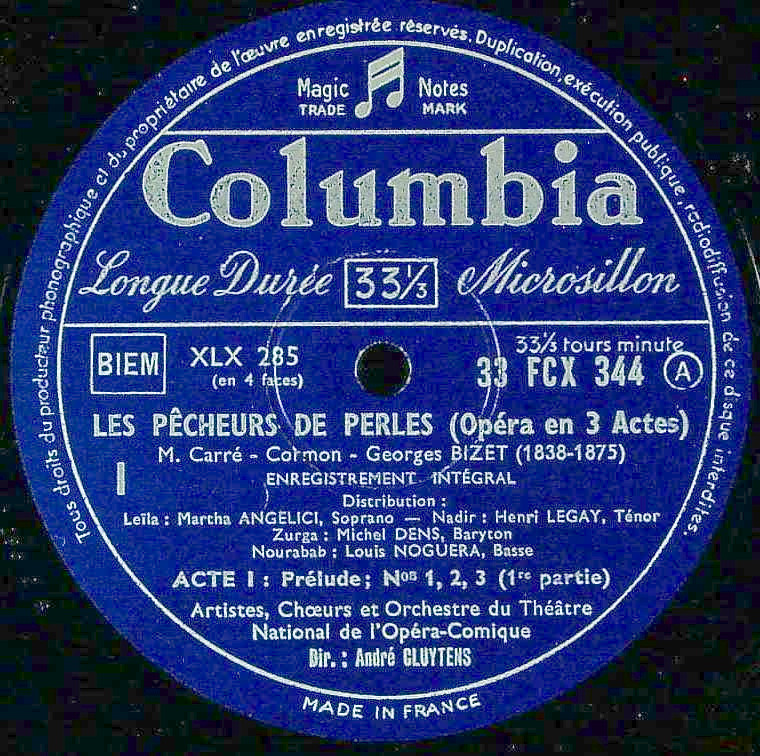 Tous droits du producteur phonographique et du propriétaire de l'œuvre enregistrée réservés. Duplication, exécution publique, radiodiffusion de ce disque interdites.
Magic Notes
TRADE MARK
Columbia
Longue Durée 33⅓ Microsillon
BIEM
XLX 285
(en 4 faces)
33⅓ tours minute
33 FCX 344 A
LES PÊCHEURS DE PERLES (Opéra en 3 Actes)
M. Carré - Cormon - Georges BIZET (1838-1875)
I
ENREGISTREMENT INTÉGRAL
Distribution :
Leïla : Martha ANGELICI, Soprano — Nadir : Henri LEGAY, Ténor
Zurga : Michel DENS, Baryton
Nourabab : Louis NOGUERA, Basse
ACTE I : Prélude; Nos 1, 2, 3 (1re partie)
Artistes, Chœurs et Orchestre du Théâtre
National de l'Opéra-Comique
Dir. : André CLUYTENS
MADE IN FRANCE